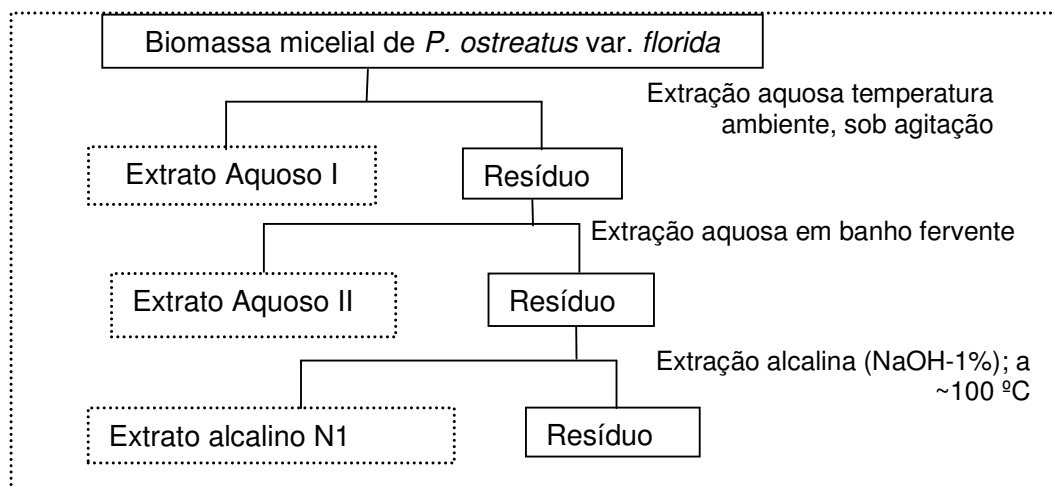 Biomassa micelial de P. ostreatus var. florida
Extração aquosa temperatura
ambiente, sob agitação
Extrato Aquoso I
Resíduo
Extração aquosa em banho fervente
Extrato Aquoso II
Resíduo
Extração alcalina (NaOH-1%); a
~100 ºC
Extrato alcalino N1
Resíduo